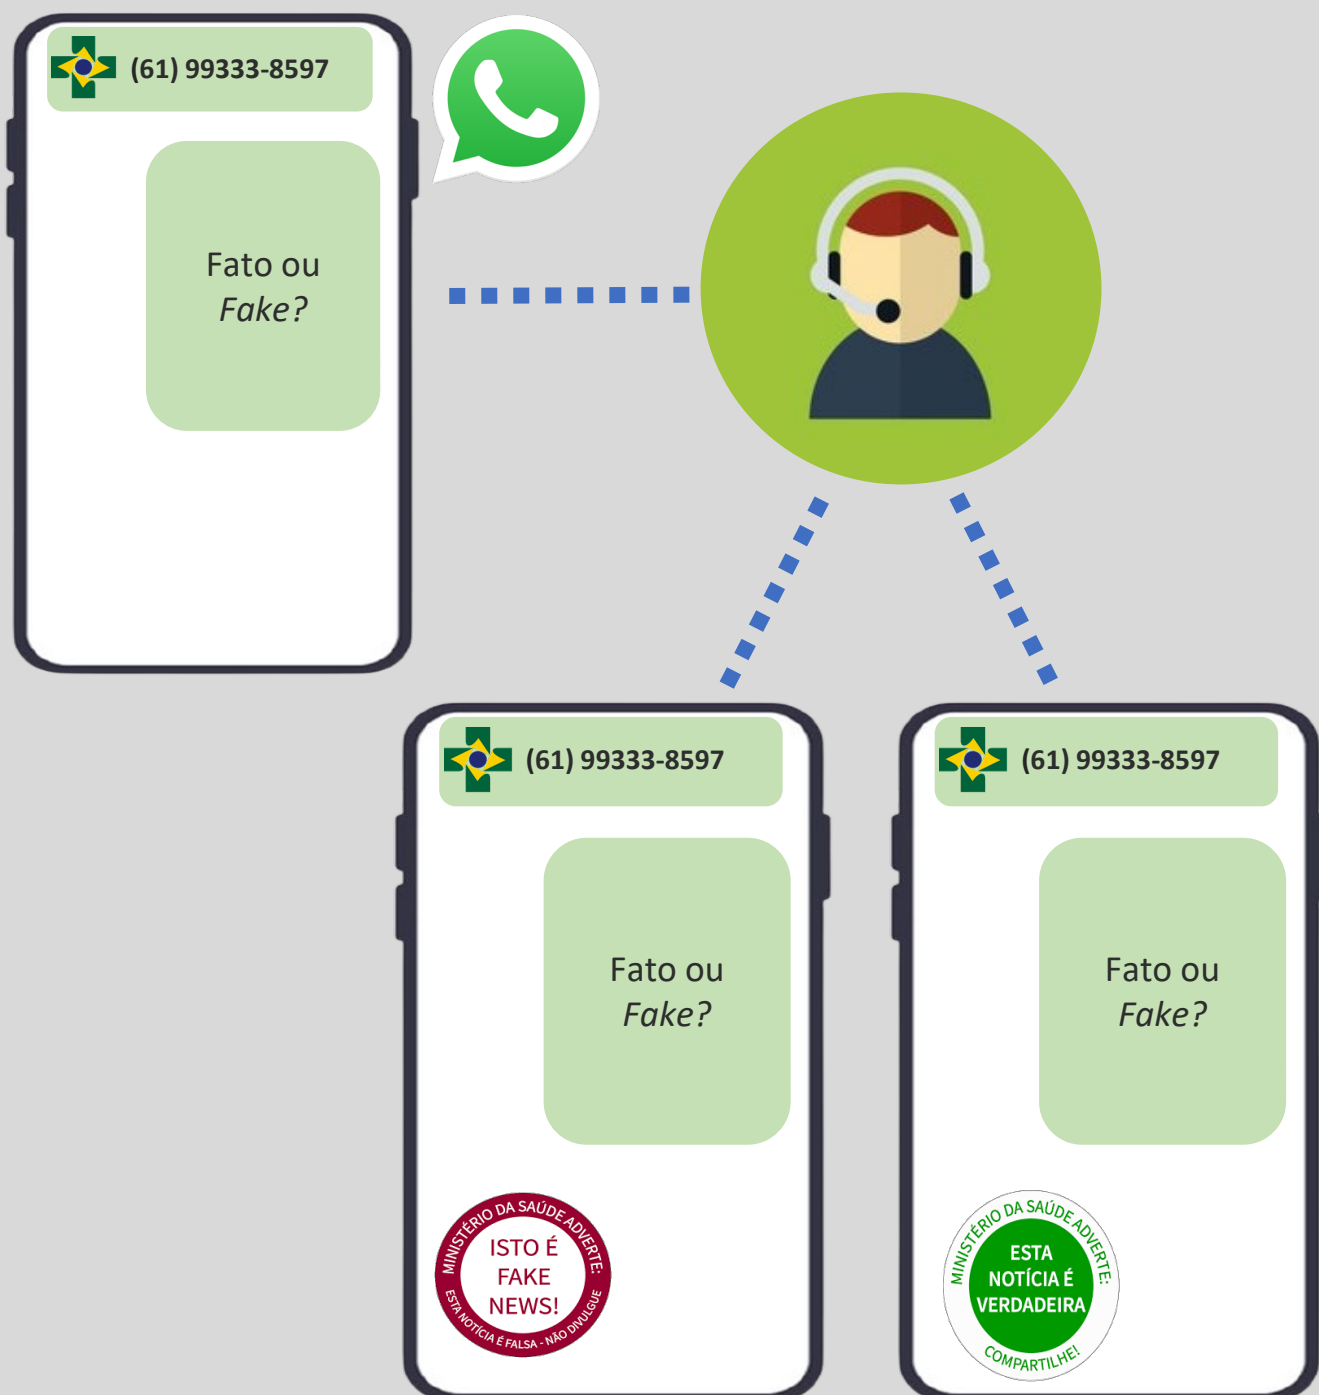 (61) 99333-8597
Fato ou
Fake?
(61) 99333-8597
Fato ou
Fake?
MINISTÉRIO DA SAÚDE ADVERTE:
ISTO É
FAKE
NEWS!
ESTA NOTÍCIA É FALSA - NÃO DIVULGUE
(61) 99333-8597
Fato ou
Fake?
MINISTÉRIO DA SAÚDE ADVERTE:
ESTA
NOTÍCIA É
VERDADEIRA
COMPARTILHE!